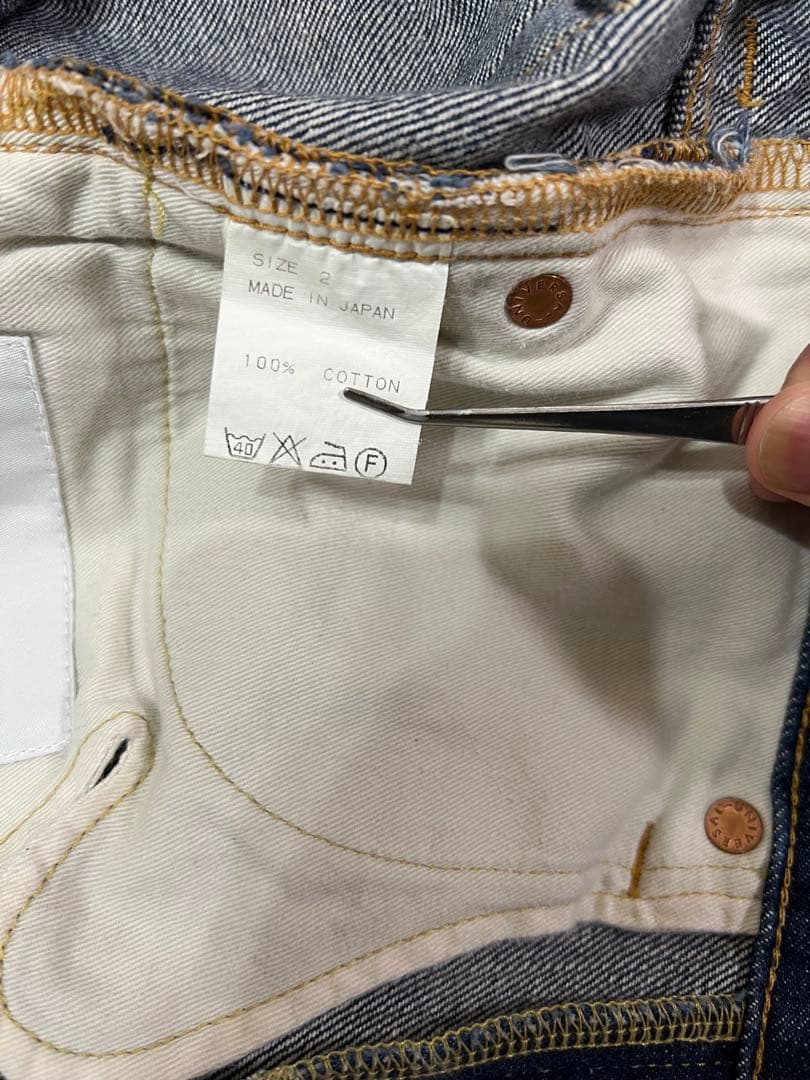 SIZE 2
MADE IN JAPAN
100% COTTON
40 F
UNIVERSAL
UNIVERSAL